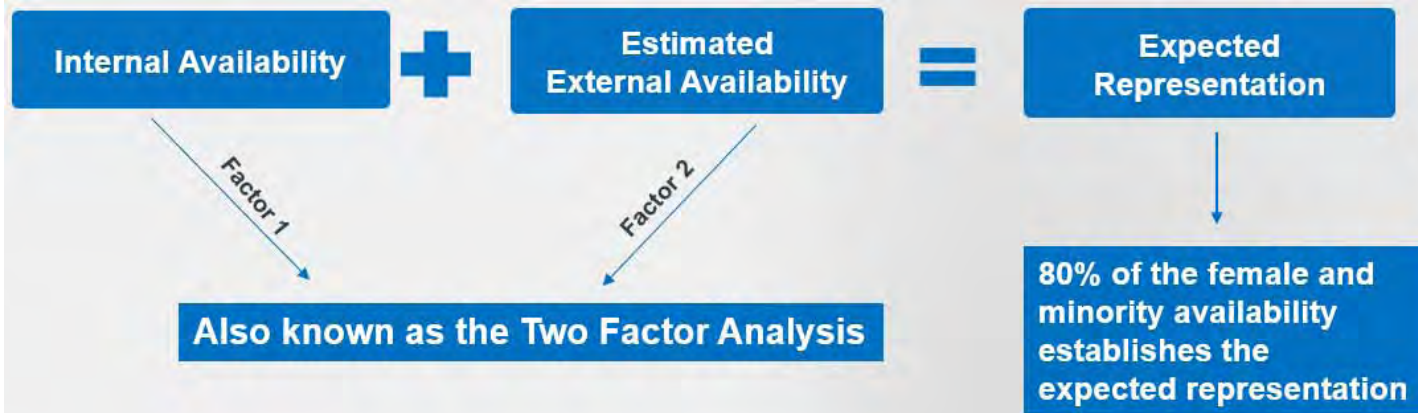 Internal Availability
Estimated
External Availability
Expected
Representation
Factor 1
Factor 2
Also known as the Two Factor Analysis
80% of the female and
minority availability
establishes the
expected representation